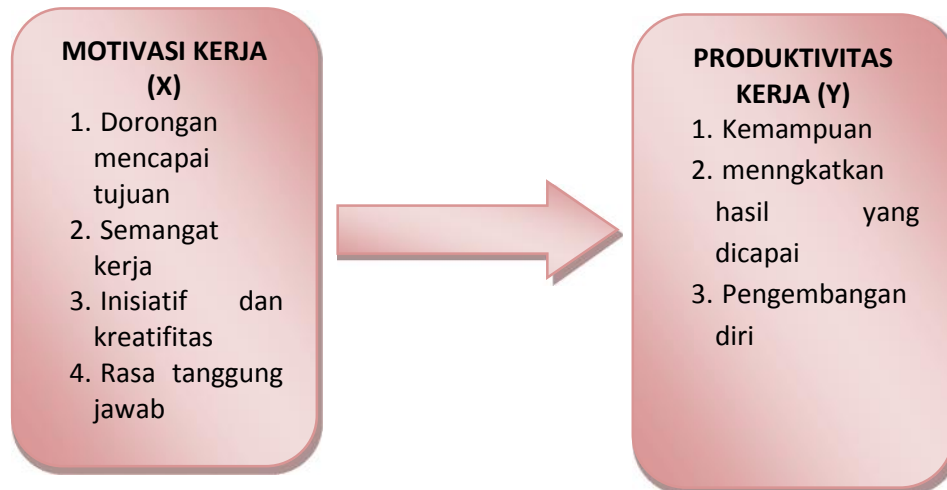 MOTIVASI KERJA
(X)
1. Dorongan
mencapai
tujuan
2. Semangat
kerja
3. Inisiatif dan
kreatifitas
4. Rasa tanggung
jawab
PRODUKTIVITAS
KERJA (Y)
1. Kemampuan
2. menngkatkan
hasil yang
dicapai
3. Pengembangan
diri